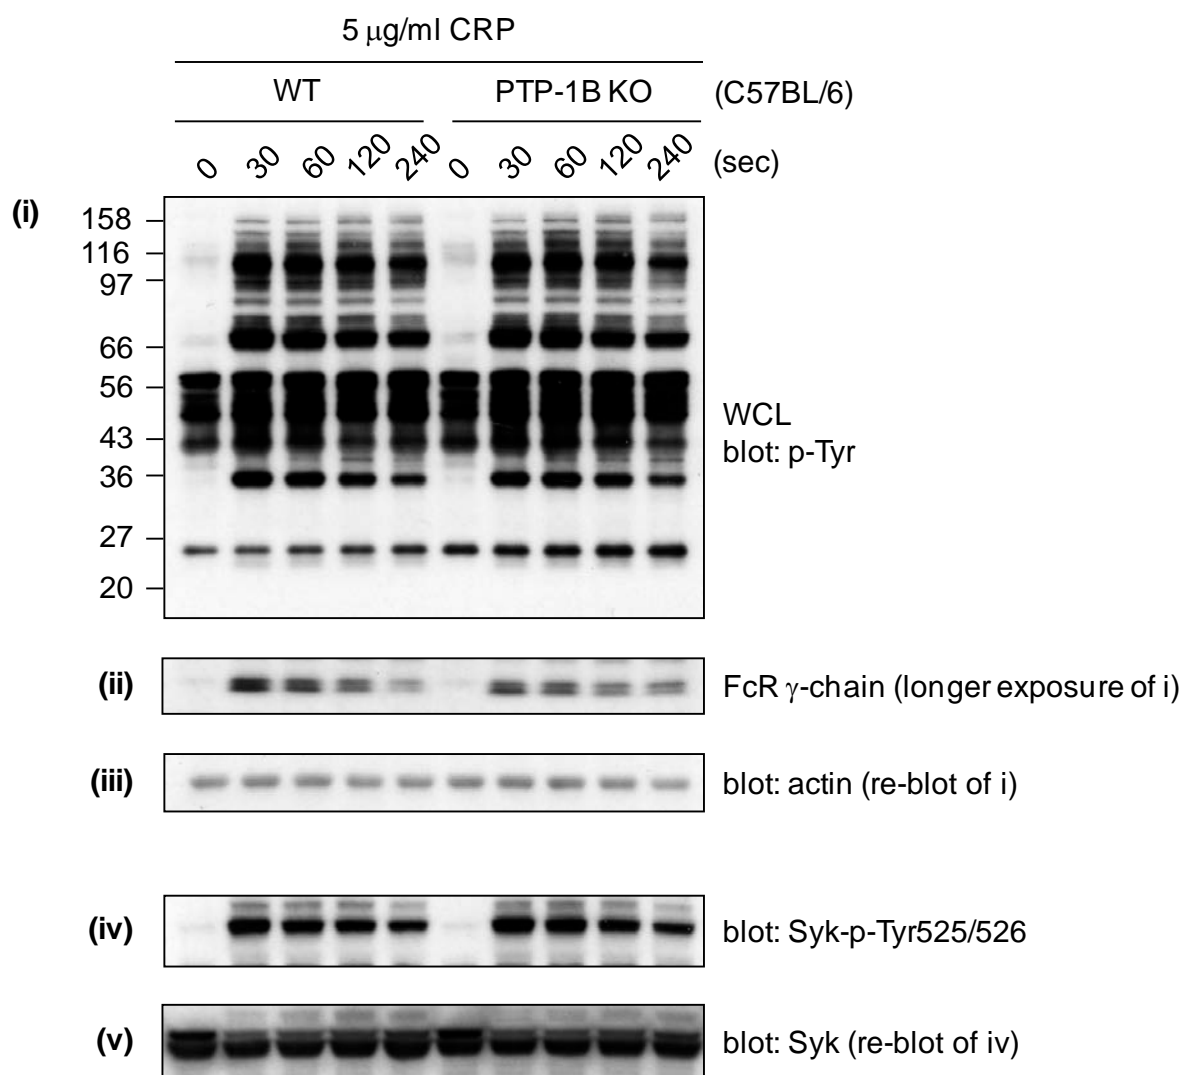 5 μg/ml CRP
WT PTP-1B KO (C57BL/6)
0 30 60 120 240 0 30 60 120 240 (sec)
(i)
158
116
97
66
56
43
36
27
20
WCL
blot: p-Tyr
(ii) FcR γ-chain (longer exposure of i)
(iii) blot: actin (re-blot of i)
(iv) blot: Syk-p-Tyr525/526
(v) blot: Syk (re-blot of iv)